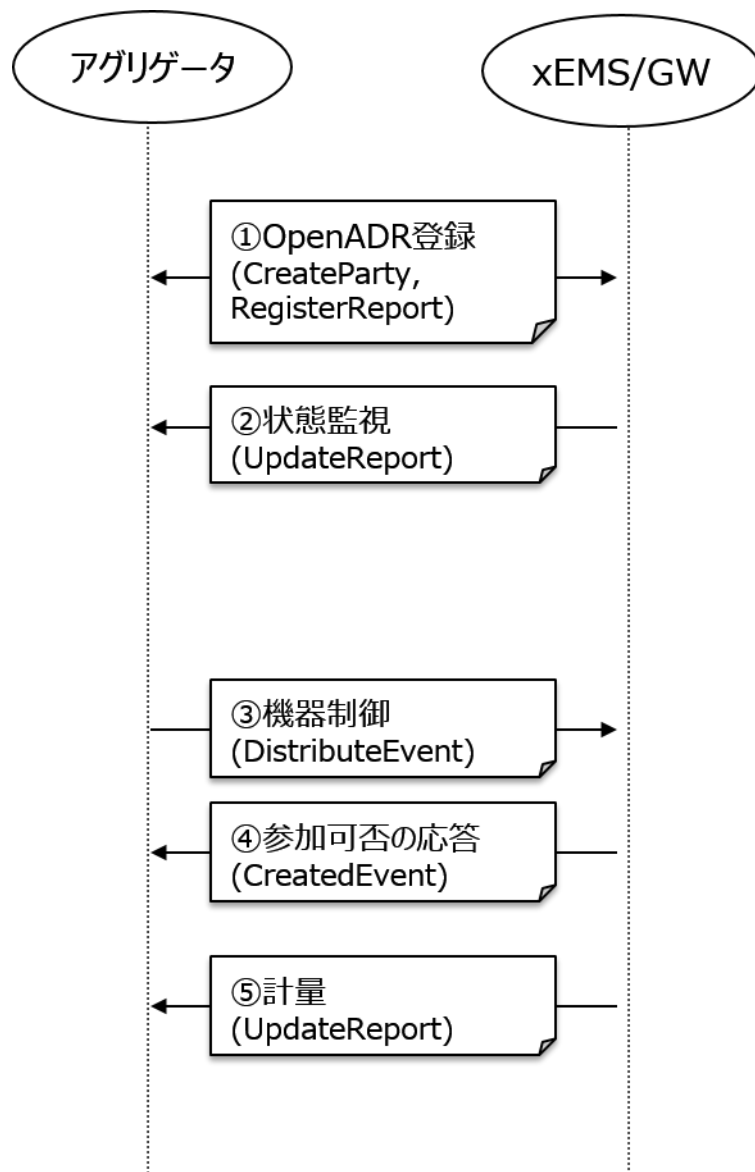 アグリゲータ
xEMS/GW
①OpenADR登録
(CreateParty,
RegisterReport)
②状態監視
(UpdateReport)
③機器制御
(DistributeEvent)
④参加可否の応答
(CreatedEvent)
⑤計量
(UpdateReport)